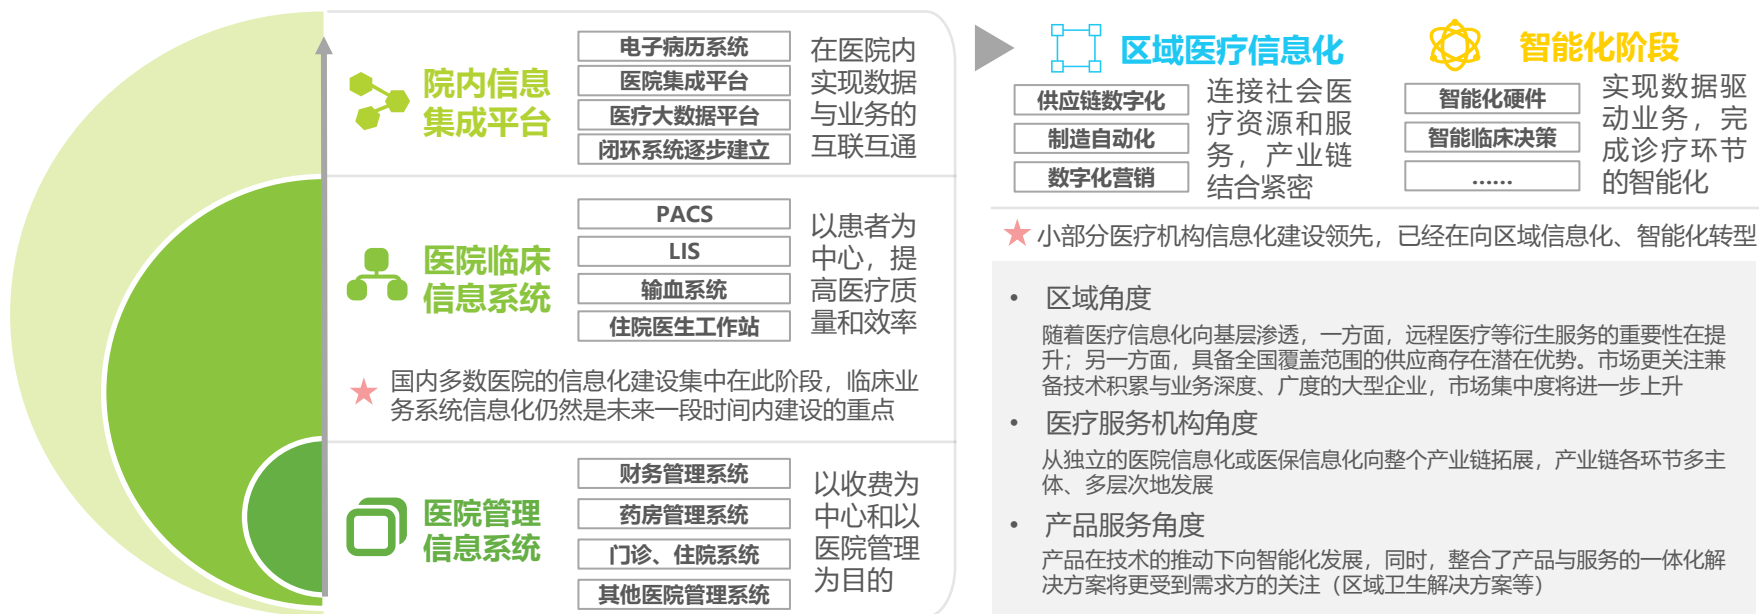 院内信息
集成平台
电子病历系统
医院集成平台
医疗大数据平台
闭环系统逐步建立
在医院内
实现数据
与业务的
互联互通
医院临床
信息系统
PACS
LIS
输血系统
住院医生工作站
以患者为
中心，提
高医疗质
量和效率
国内多数医院的信息化建设集中在此阶段，临床业
务系统信息化仍然是未来一段时间内建设的重点
医院管理
信息系统
财务管理系统
药房管理系统
门诊、住院系统
其他医院管理系统
以收费为
中心和以
医院管理
为目的
区域医疗信息化
供应链数字化
制造自动化
数字化营销
连接社会医
疗资源和服
务，产业链
结合紧密
智能化阶段
智能化硬件
智能临床决策
......
实现数据驱
动业务，完
成诊疗环节
的智能化
小部分医疗机构信息化建设领先，已经在向区域信息化、智能化转型
• 区域角度
随着医疗信息化向基层渗透，一方面，远程医疗等衍生服务的重要性在提
升；另一方面，具备全国覆盖范围的供应商存在潜在优势。市场更关注兼
备技术积累与业务深度、广度的大型企业，市场集中度将进一步上升
• 医疗服务机构角度
从独立的医院信息化或医保信息化向整个产业链拓展，产业链各环节多主
体、多层次地发展
• 产品服务角度
产品在技术的推动下向智能化发展，同时，整合了产品与服务的一体化解
决方案将更受到需求方的关注（区域卫生解决方案等）